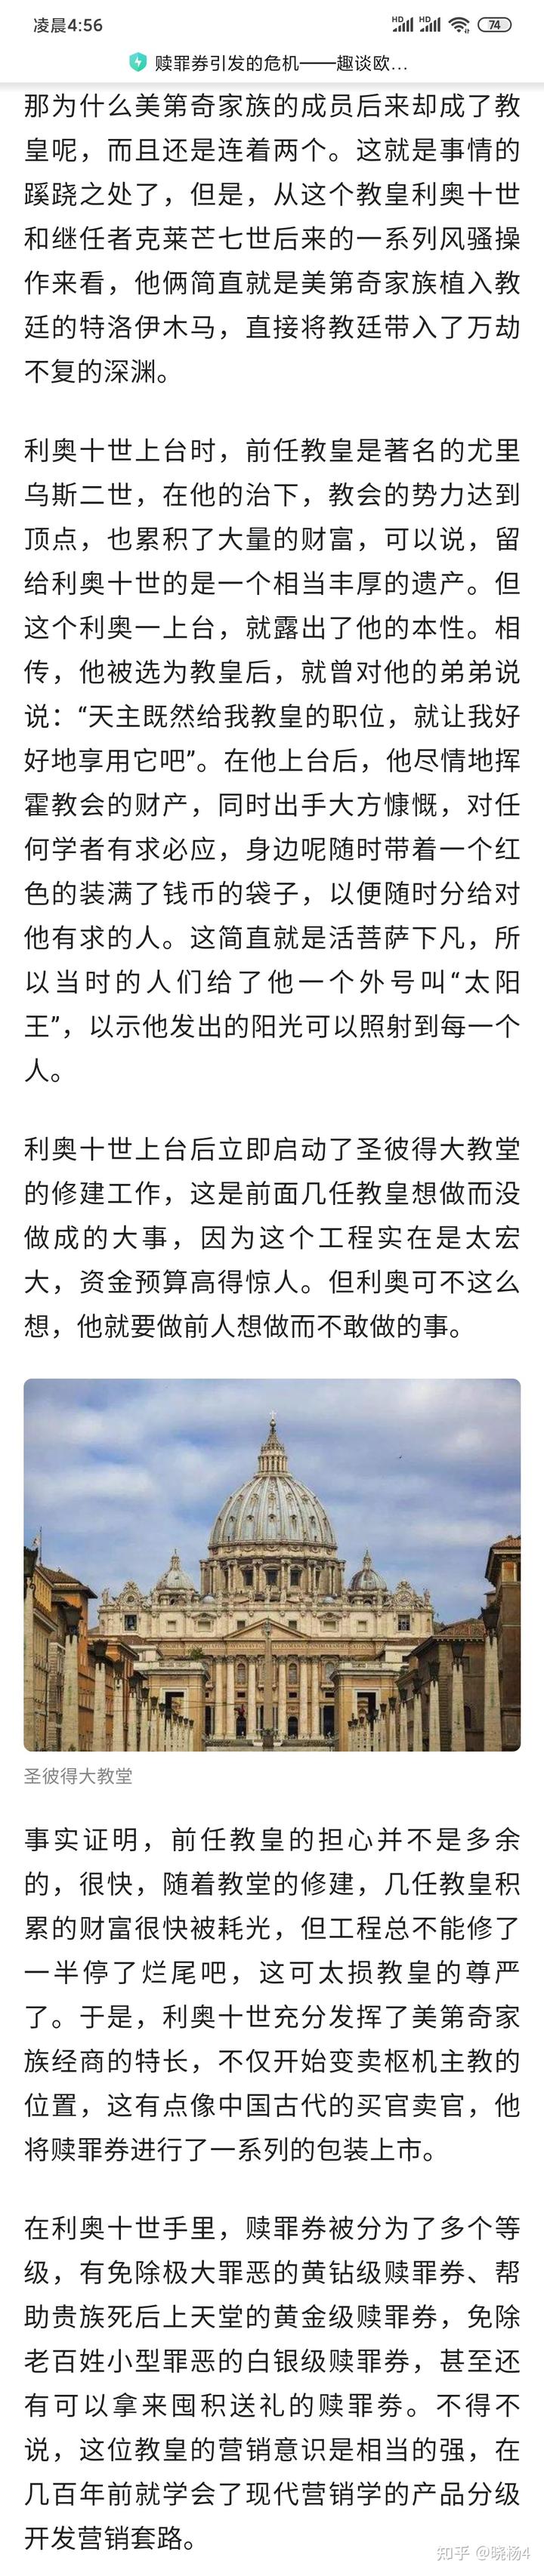 凌晨4:56
HD HD 74
赎罪券引发的危机——趣谈欧...
那为什么美第奇家族的成员后来却成了教
皇呢，而且还是连着两个。这就是事情的
蹊跷之处了，但是，从这个教皇利奥十世
和继任者克莱芒七世后来的一系列风骚操
作来看，他俩简直就是美第奇家族植入教
廷的特洛伊木马，直接将教廷带入了万劫
不复的深渊。
利奥十世上台时，前任教皇是著名的尤里
乌斯二世，在他的治下，教会的势力达到
顶点，也累积了大量的财富，可以说，留
给利奥十世的是一个相当丰厚的遗产。但
这个利奥一上台，就露出了他的本性。相
传，他被选为教皇后，就曾对他的弟弟说
说：“天主既然给我教皇的职位，就让我好
好地享用它吧”。在他上台后，他尽情地挥
霍教会的财产，同时出手大方慷慨，对任
何学者有求必应，身边呢随时带着一个红
色的装满了钱币的袋子，以便随时分给对
他有求的人。这简直就是活菩萨下凡，所
以当时的人们给了他一个外号叫“太阳
王”，以示他发出的阳光可以照射到每一个
人。
利奥十世上台后立即启动了圣彼得大教堂
的修建工作，这是前面几任教皇想做而没
做成的大事，因为这个工程实在是太宏
大，资金预算高得惊人。但利奥可不这么
想，他就要做前人想做而不敢做的事。
圣彼得大教堂
事实证明，前任教皇的担心并不是多余
的，很快，随着教堂的修建，几任教皇积
累的财富很快被耗光，但工程总不能修了
一半停了烂尾吧，这可太损教皇的尊严
了。于是，利奥十世充分发挥了美第奇家
族经商的特长，不仅开始变卖枢机主教的
位置，这有点像中国古代的买官卖官，他
将赎罪券进行了一系列的包装上市。
在利奥十世手里，赎罪券被分为了多个等
级，有免除极大罪恶的黄钻级赎罪券、帮
助贵族死后上天堂的黄金级赎罪券，免除
老百姓小型罪恶的白银级赎罪券，甚至还
有可以拿来囤积送礼的赎罪劵。不得不
说，这位教皇的营销意识是相当的强，在
几百年前就学会了现代营销学的产品分级
开发营销套路。
知乎 @晓杨4